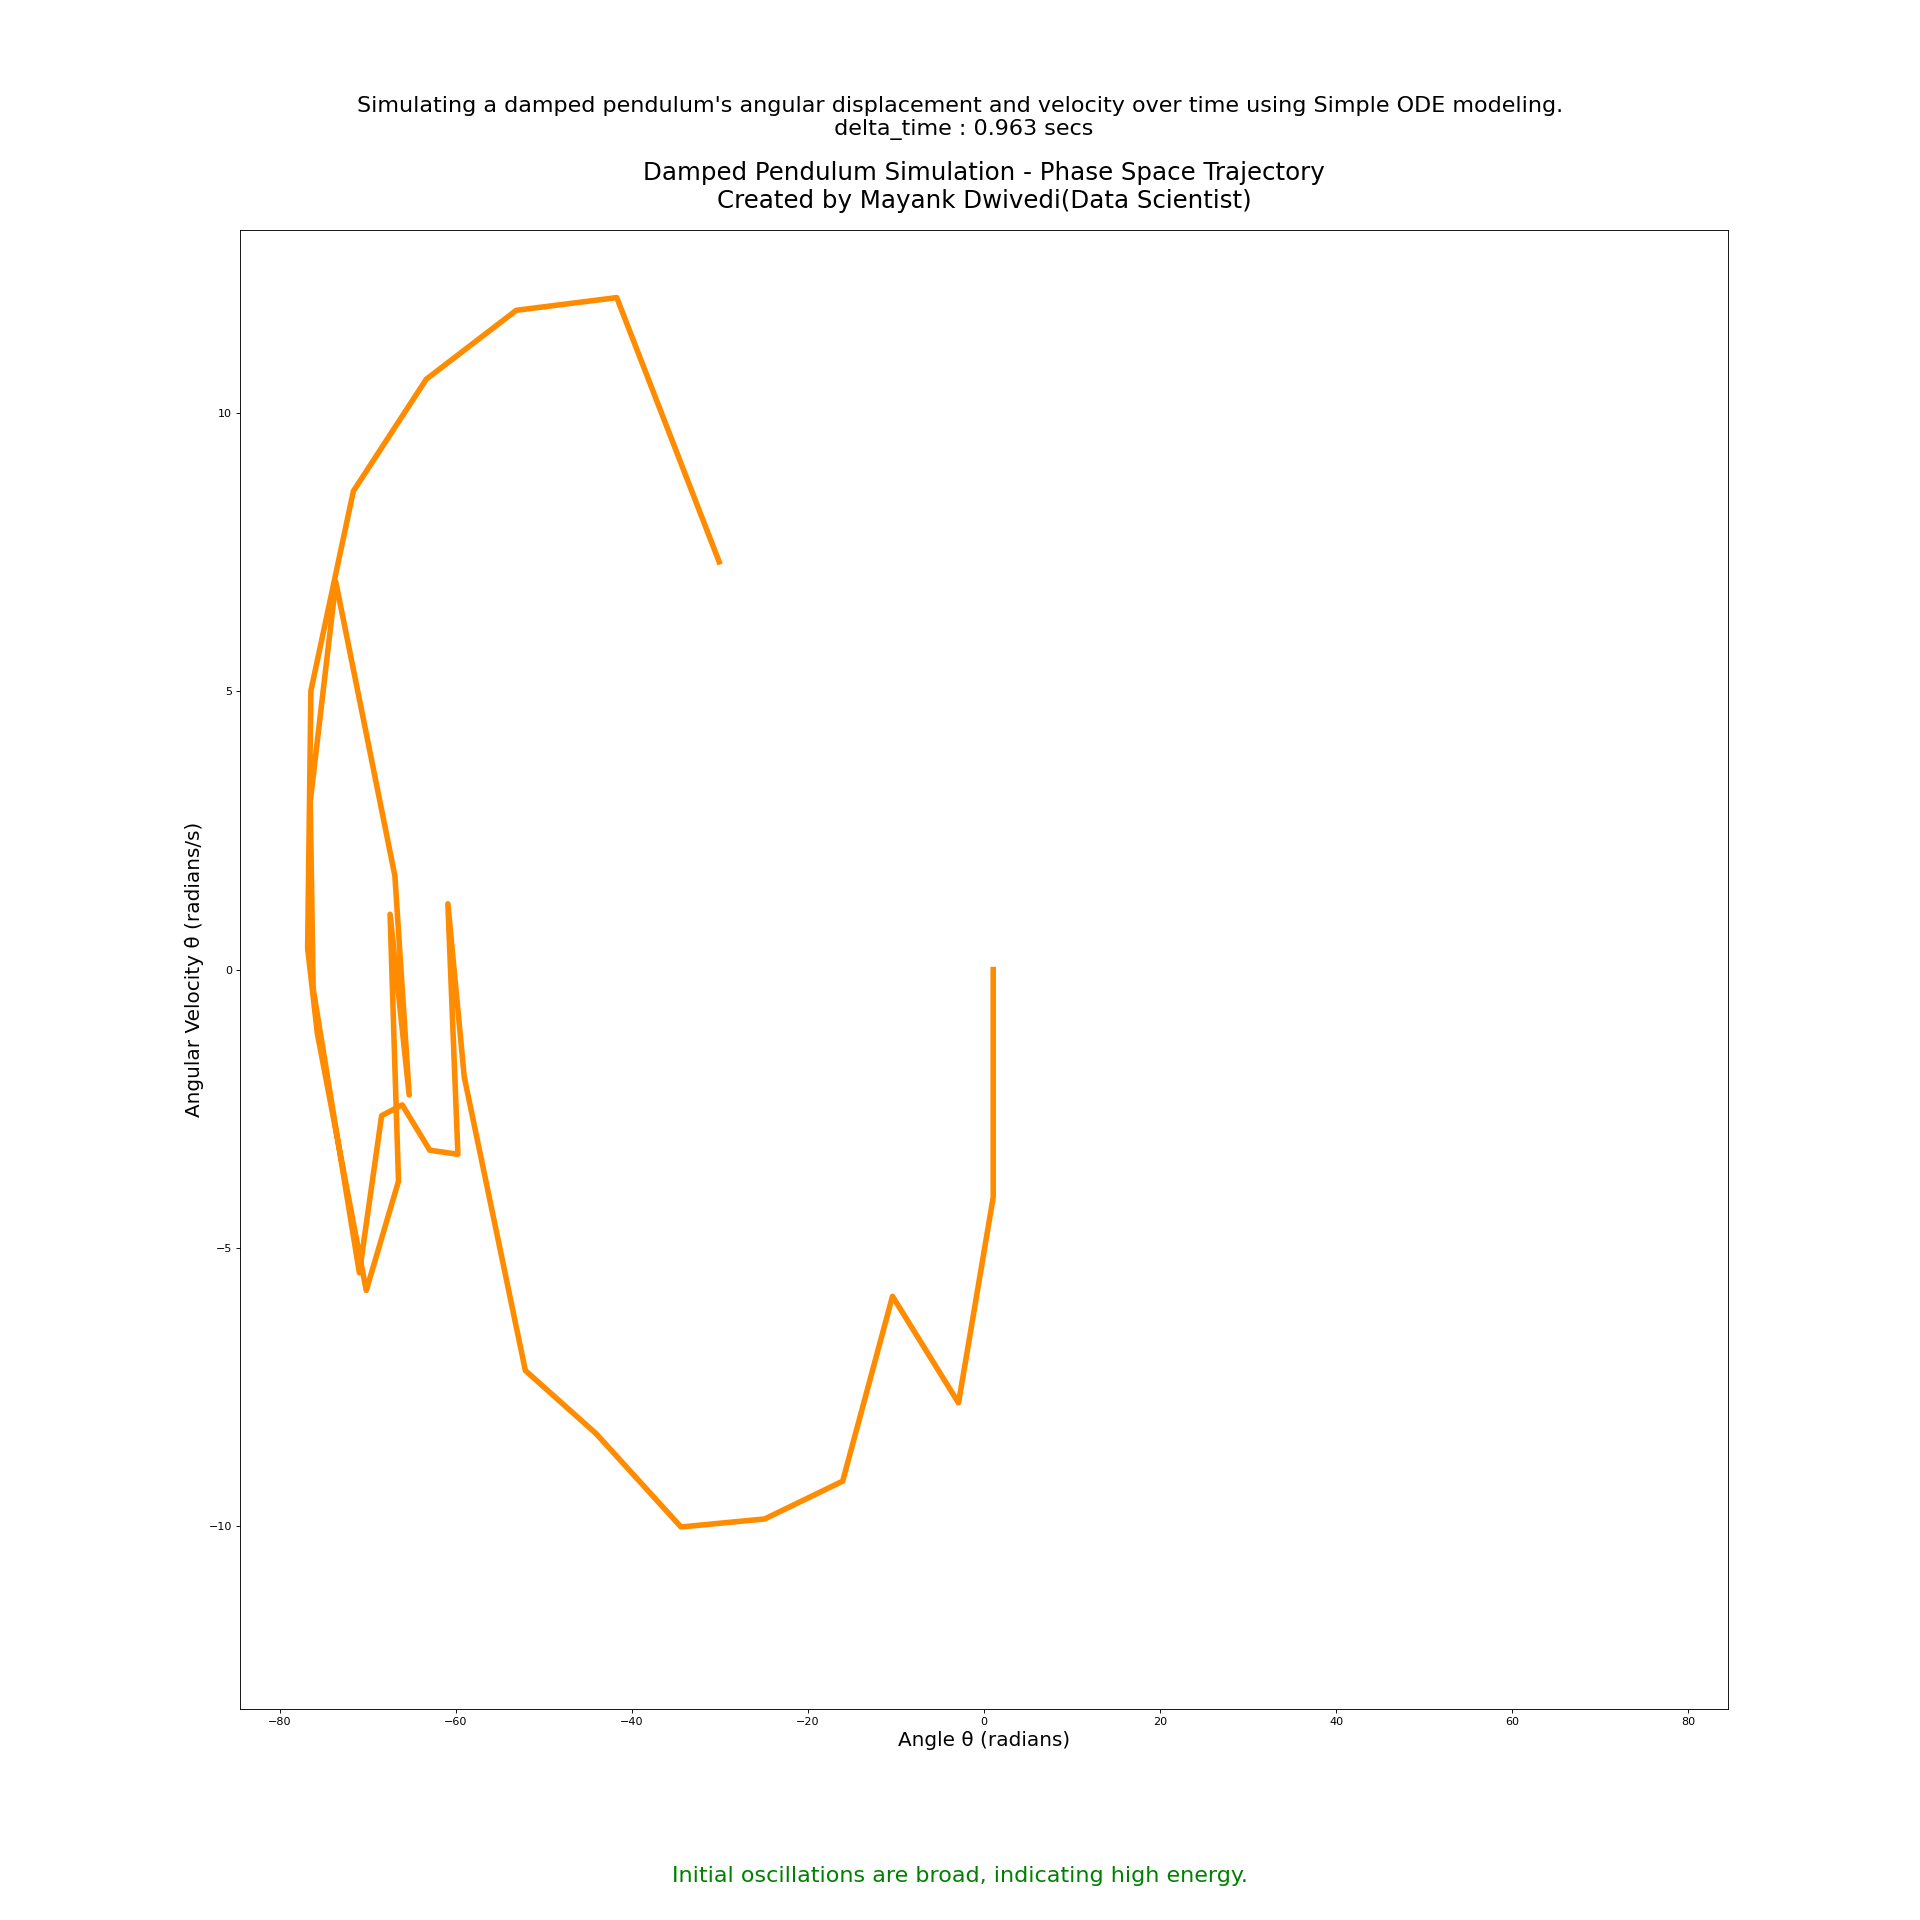 Simulating a damped pendulum's angular displacement and velocity over time using Simple ODE modeling.
delta_time : 0.963 secs
Damped Pendulum Simulation - Phase Space Trajectory
Created by Mayank Dwivedi(Data Scientist)
10
5
0
−5
−10
Angular Velocity θ (radians/s)
−80 −60 −40 −20 0 20 40 60 80
Angle θ (radians)
Initial oscillations are broad, indicating high energy.